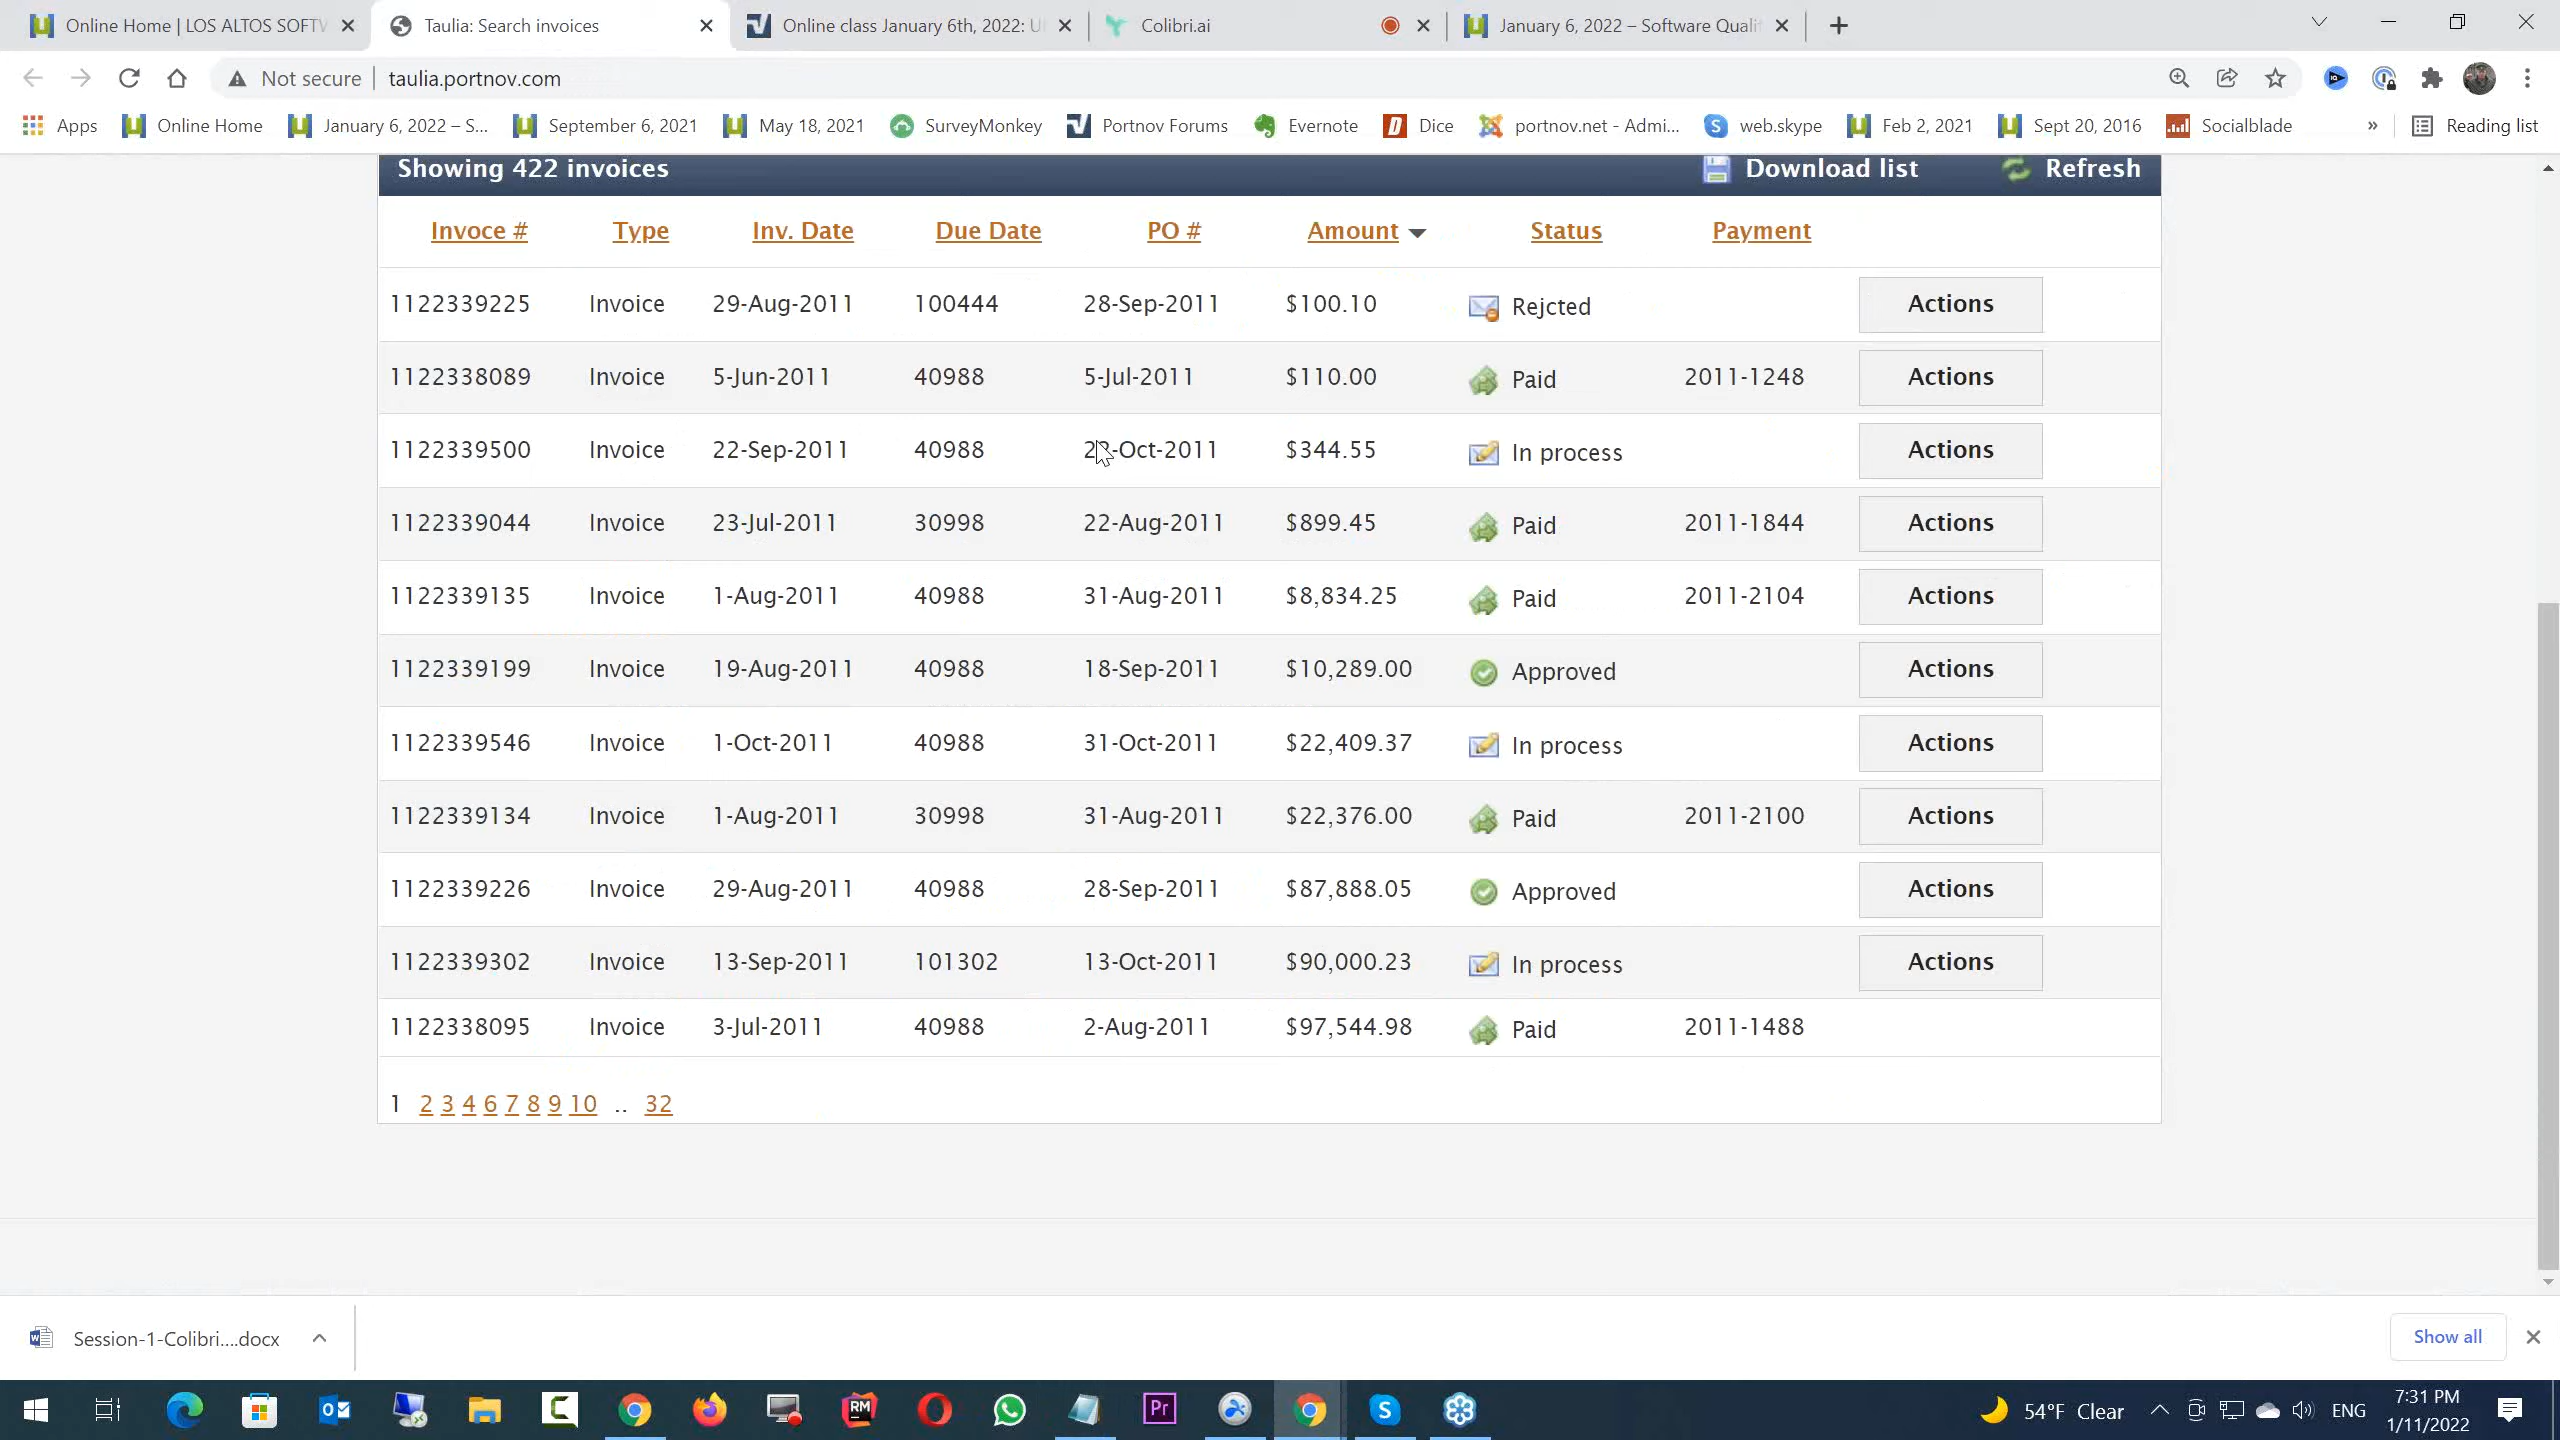 Online Home | LOS ALTOS SOFTV
Taulia: Search invoices
Online class January 6th, 2022: U
Colibri.ai
January 6, 2022 – Software Quali
Not secure
taulia.portnov.com
Apps
Online Home
January 6, 2022 – S...
September 6, 2021
May 18, 2021
SurveyMonkey
Portnov Forums
Evernote
Dice
portnov.net - Admi...
web.skype
Feb 2, 2021
Sept 20, 2016
Socialblade
»
Reading list
Showing 422 invoices
Download list
Refresh
Invoce # Type Inv. Date Due Date PO # Amount Status Payment
1122339225 Invoice 29-Aug-2011 100444 28-Sep-2011 $100.10 Rejcted Actions
1122338089 Invoice 5-Jun-2011 40988 5-Jul-2011 $110.00 Paid 2011-1248 Actions
1122339500 Invoice 22-Sep-2011 40988 -Oct-2011 $344.55 In process Actions
1122339044 Invoice 23-Jul-2011 30998 22-Aug-2011 $899.45 Paid 2011-1844 Actions
1122339135 Invoice 1-Aug-2011 40988 31-Aug-2011 $8,834.25 Paid 2011-2104 Actions
1122339199 Invoice 19-Aug-2011 40988 18-Sep-2011 $10,289.00 Approved Actions
1122339546 Invoice 1-Oct-2011 40988 31-Oct-2011 $22,409.37 In process Actions
1122339134 Invoice 1-Aug-2011 30998 31-Aug-2011 $22,376.00 Paid 2011-2100 Actions
1122339226 Invoice 29-Aug-2011 40988 28-Sep-2011 $87,888.05 Approved Actions
1122339302 Invoice 13-Sep-2011 101302 13-Oct-2011 $90,000.23 In process Actions
1122338095 Invoice 3-Jul-2011 40988 2-Aug-2011 $97,544.98 Paid 2011-1488
1 2 3 4 6 7 8 9 10 .. 32
Session-1-Colibri....docx
Show all
RM
Pr
54°F Clear
ENG
7:31 PM
1/11/2022